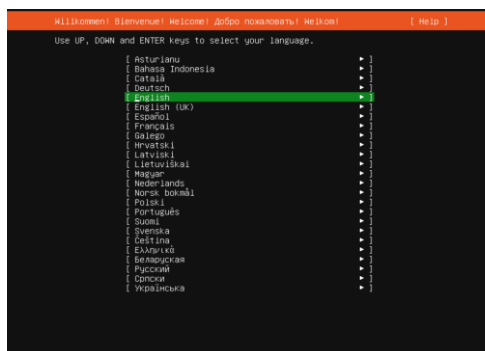 Willkommen! Bienvenue! Welcome! Добро пожаловать! Welkom! [ Help ]
Use UP, DOWN and ENTER keys to select your language.
[ Asturianu ► ]
[ Bahasa Indonesia ► ]
[ Català ► ]
[ Deutsch ► ]
[ English ► ]
[ English (UK) ► ]
[ Español ► ]
[ Français ► ]
[ Galego ► ]
[ Hrvatski ► ]
[ Latviski ► ]
[ Lietuviškai ► ]
[ Magyar ► ]
[ Nederlands ► ]
[ Norsk bokmål ► ]
[ Polski ► ]
[ Português ► ]
[ Suomi ► ]
[ Svenska ► ]
[ Čeština ► ]
[ Ελληνικά ► ]
[ Беларуская ► ]
[ Русский ► ]
[ Српски ► ]
[ Українська ► ]